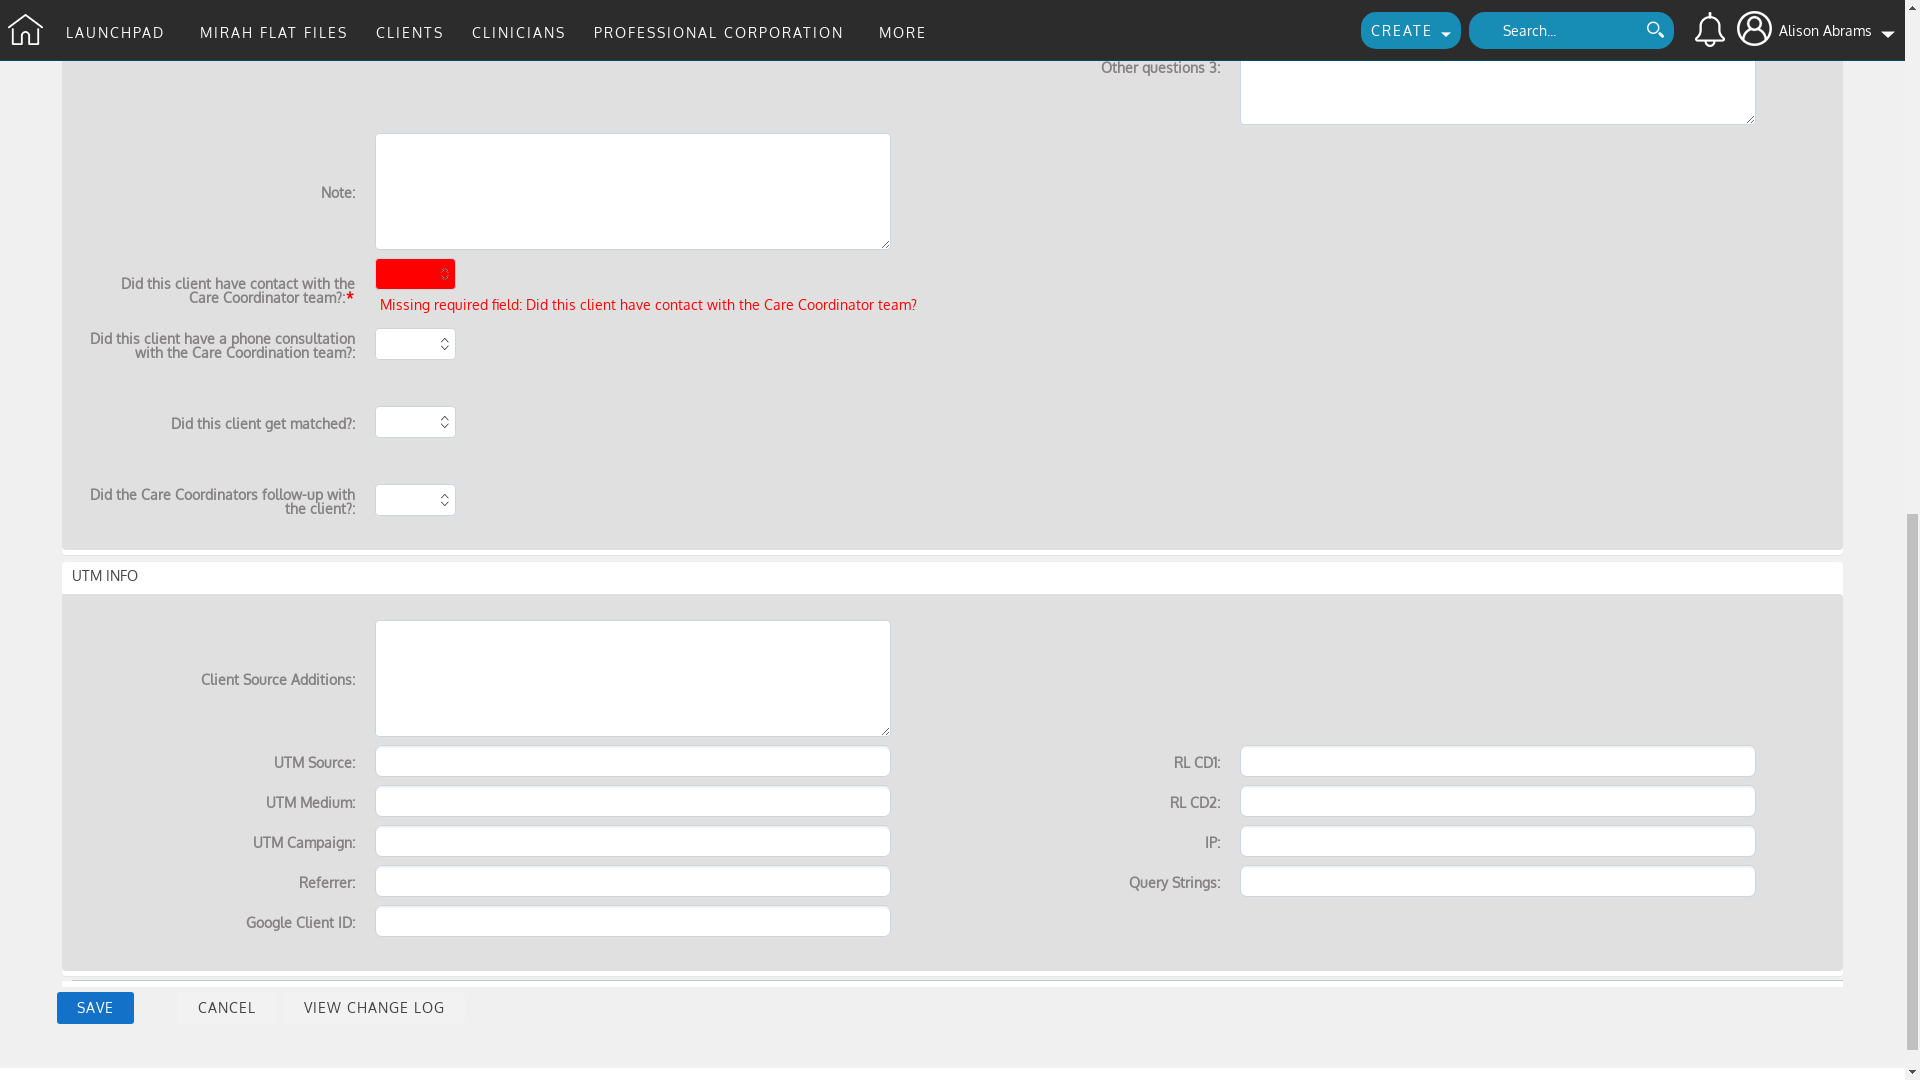 LAUNCHPAD MIRAH FLAT FILES CLIENTS CLINICIANS PROFESSIONAL CORPORATION MORE CREATE Search... Alison Abrams
Other questions 3:
Note:
Did this client have contact with the
Care Coordinator team?:*
Missing required field: Did this client have contact with the Care Coordinator team?
Did this client have a phone consultation
with the Care Coordination team?:
Did this client get matched?:
Did the Care Coordinators follow-up with
the client?:
UTM INFO
Client Source Additions:
UTM Source: RL CD1:
UTM Medium: RL CD2:
UTM Campaign: IP:
Referrer: Query Strings:
Google Client ID:
SAVE CANCEL VIEW CHANGE LOG